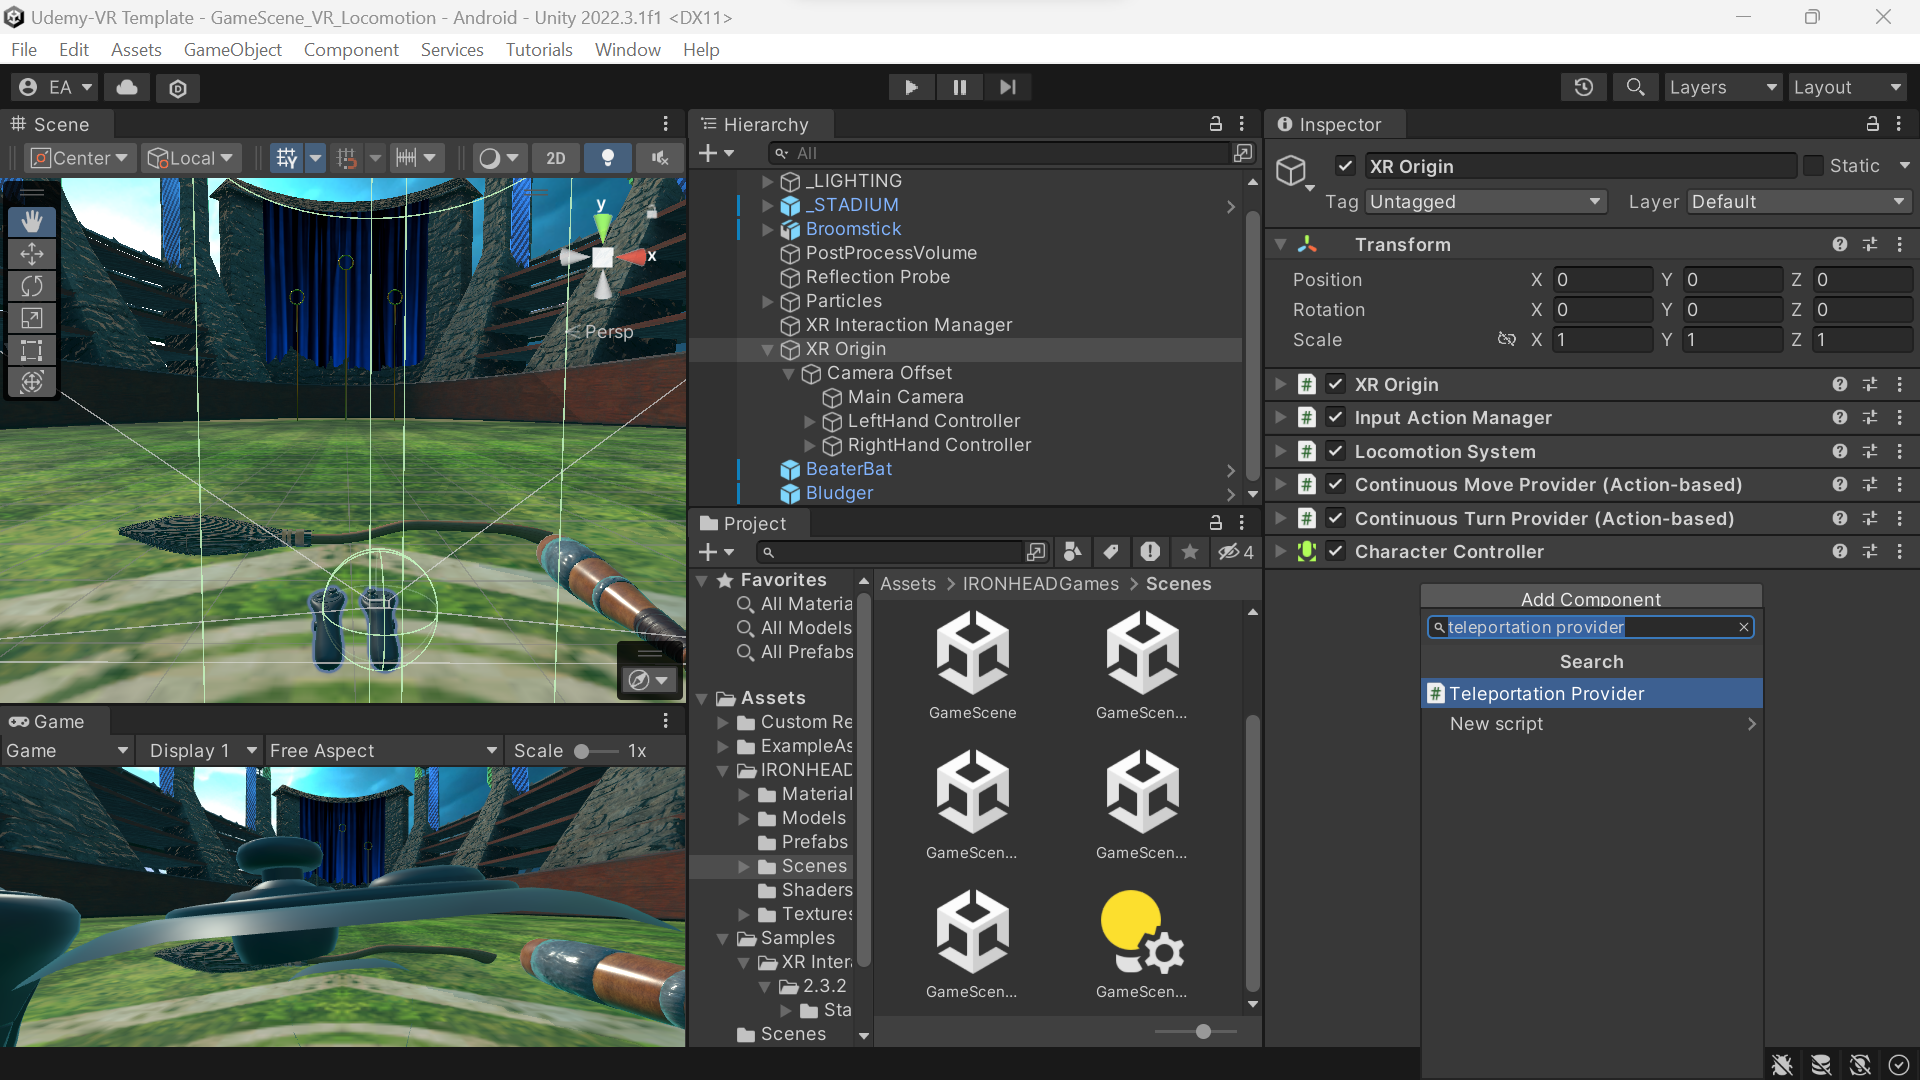 Udemy-VR Template - GameScene_VR_Locomotion - Android - Unity 2022.3.1f1 <DX11>
File Edit Assets GameObject Component Services Tutorials Window Help
EA
Layers
Layout
Scene
Center
Local
2D
y
x
Persp
Game
Game
Display 1
Free Aspect
Scale
1x
Hierarchy
All
_LIGHTING
_STADIUM
Broomstick
PostProcessVolume
Reflection Probe
Particles
XR Interaction Manager
XR Origin
Camera Offset
Main Camera
LeftHand Controller
RightHand Controller
BeaterBat
Bludger
Project
4
Favorites
All Materia
All Models
All Prefabs
Assets
Custom Re
ExampleAs
IRONHEAD
Material
Models
Prefabs
Scenes
Shaders
Textures
Samples
XR Inter
2.3.2
Sta
Scenes
Assets > IRONHEADGames > Scenes
GameScene
GameScen...
GameScen...
GameScen...
GameScen...
GameScen...
Inspector
XR Origin
Static
Tag Untagged
Layer Default
Transform
Position X 0 Y 0 Z 0
Rotation X 0 Y 0 Z 0
Scale X 1 Y 1 Z 1
# XR Origin
# Input Action Manager
# Locomotion System
# Continuous Move Provider (Action-based)
# Continuous Turn Provider (Action-based)
Character Controller
Add Component
teleportation provider
Search
# Teleportation Provider
New script